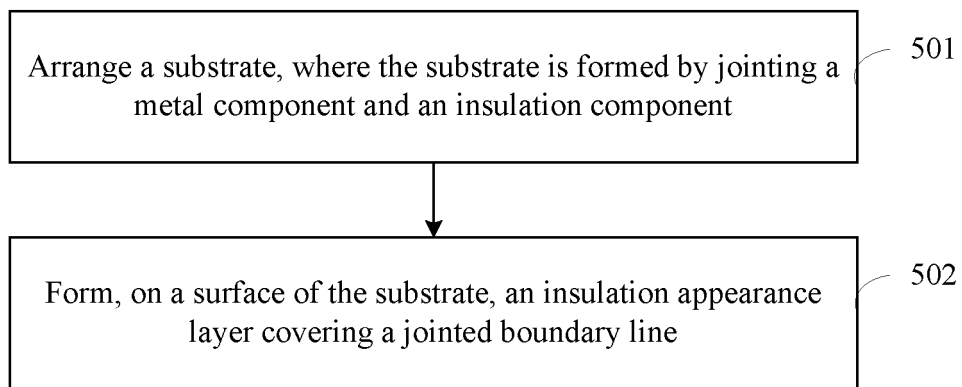 Arrange a substrate, where the substrate is formed by jointing a
metal component and an insulation component
501
Form, on a surface of the substrate, an insulation appearance
layer covering a jointed boundary line
502